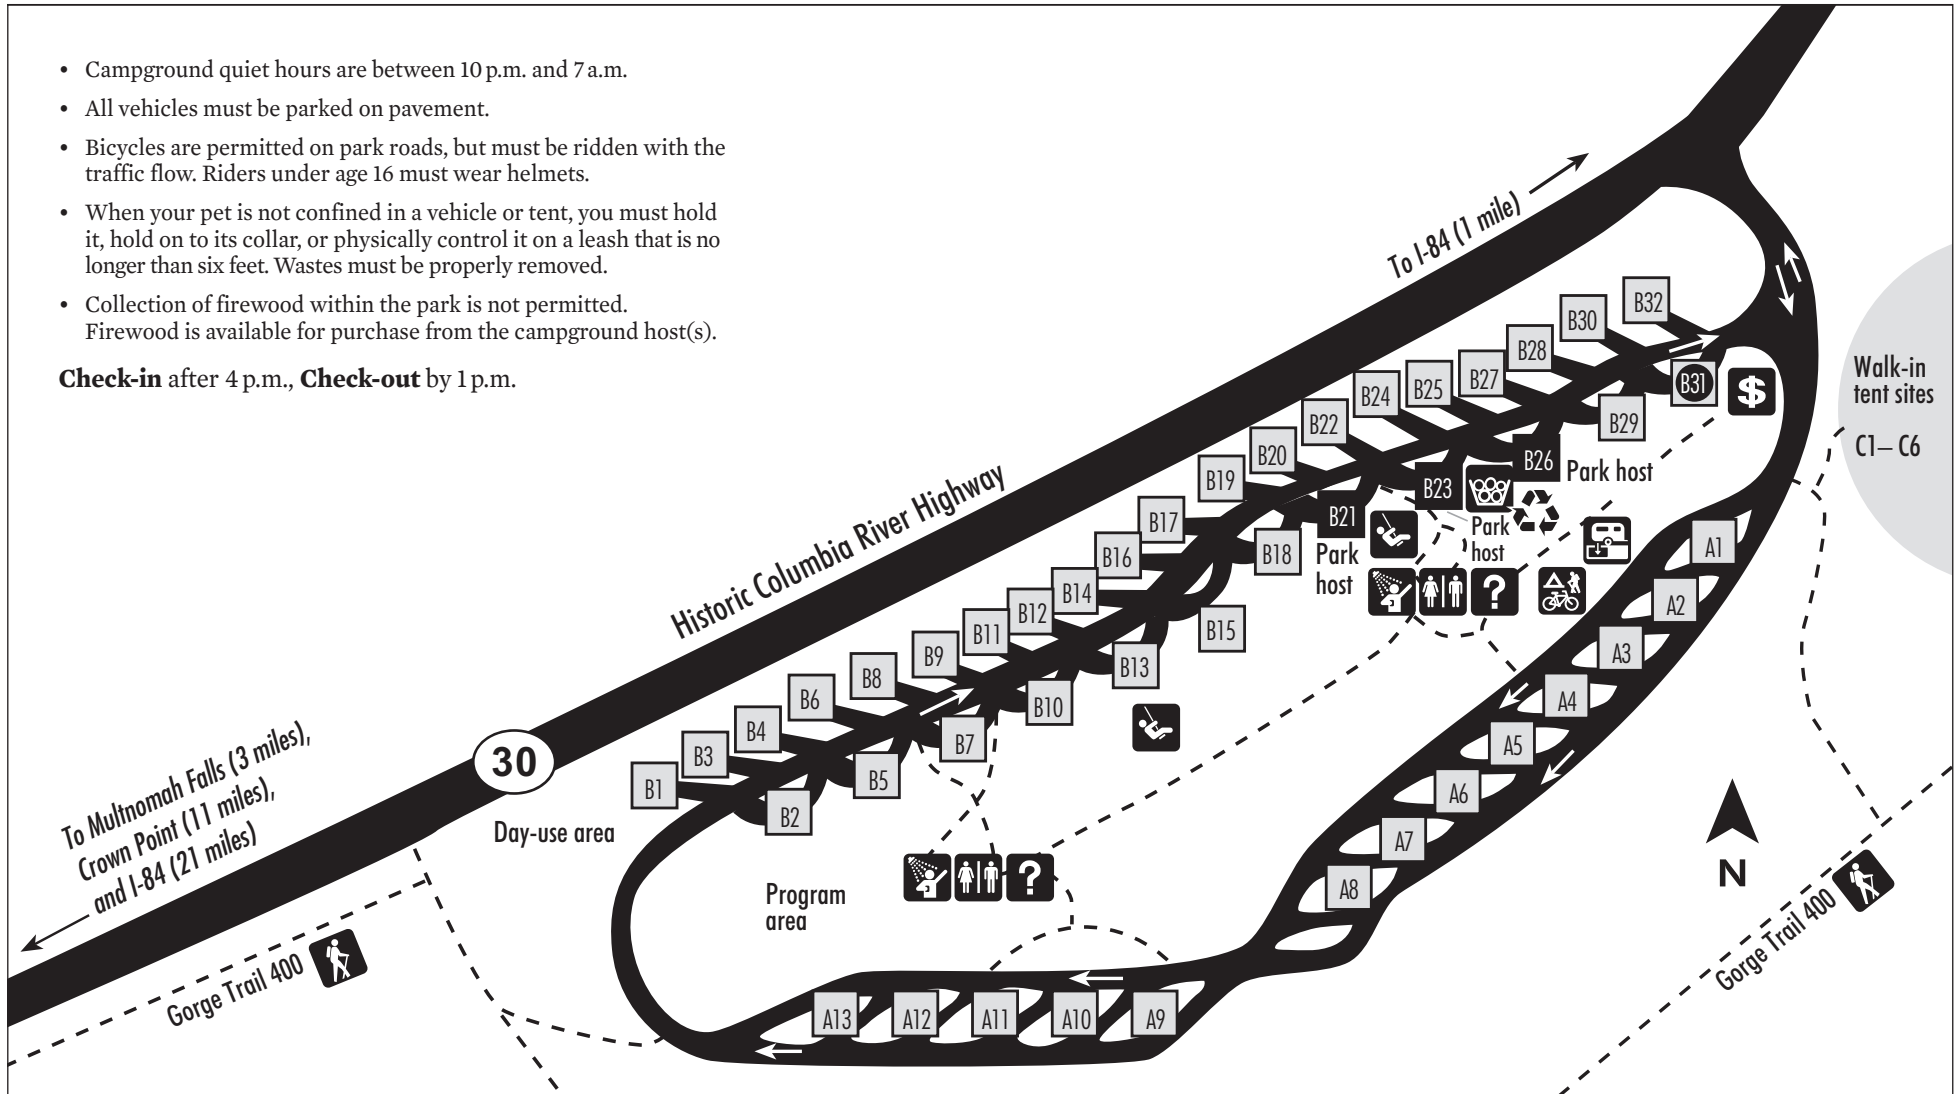 • Campground quiet hours are between 10 p.m. and 7 a.m.
• All vehicles must be parked on pavement.
• Bicycles are permitted on park roads, but must be ridden with the
traffic flow. Riders under age 16 must wear helmets.
• When your pet is not confined in a vehicle or tent, you must hold
it, hold on to its collar, or physically control it on a leash that is no
longer than six feet. Wastes must be properly removed.
• Collection of firewood within the park is not permitted.
Firewood is available for purchase from the campground host(s).
Check-in after 4 p.m., Check-out by 1 p.m.
To I-84 (1 mile)
Historic Columbia River Highway
30
To Multnomah Falls (3 miles),
Crown Point (11 miles),
and I-84 (21 miles)
Gorge Trail 400
Day-use area
Program
area
B1
B2
B3
B4
B5
B6
B7
B8
B9
B10
B11
B12
B13
B14
B15
B16
B17
B18
B19
B20
B21
Park
host
B22
B23
Park
host
B24
B25
B26
Park host
B27
B28
B29
B30
B31
B32
$
?
?
Walk-in
tent sites
C1– C6
A1
A2
A3
A4
A5
A6
A7
A8
A9
A10
A11
A12
A13
N
Gorge Trail 400